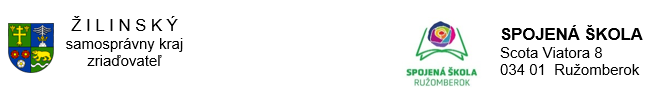 ŽILINSKÝ
samosprávny kraj
zriaďovateľ
SPOJENÁ ŠKOLA
RUŽOMBEROK
SPOJENÁ ŠKOLA
Scota Viatora 8
034 01 Ružomberok